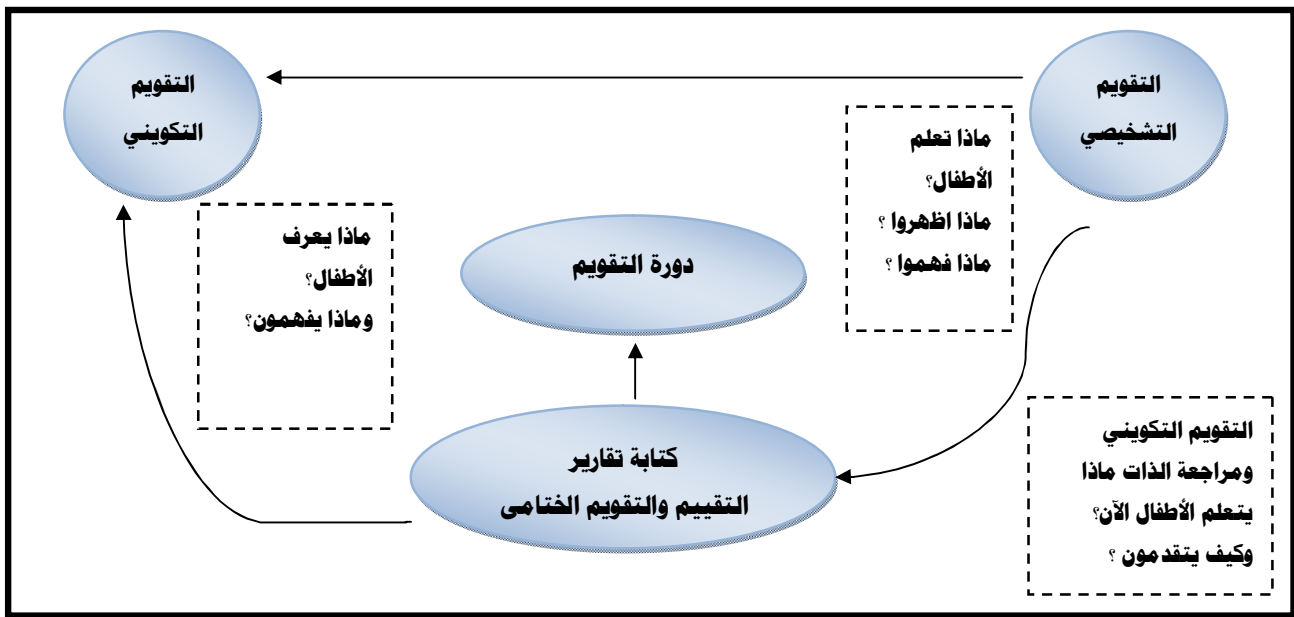 التقويم
التشخيصي
التقويم
التكويني
ماذا تعلم
الأطفال؟
ماذا اظهروا ؟
ماذا فهموا ؟
ماذا يعرف
الأطفال؟
وماذا يفهمون؟
دورة التقويم
كتابة تقارير
التقييم والتقويم الختامى
التقويم التكويني
ومراجعة الذات ماذا
يتعلم الأطفال الآن؟
وكيف يتقدمون ؟